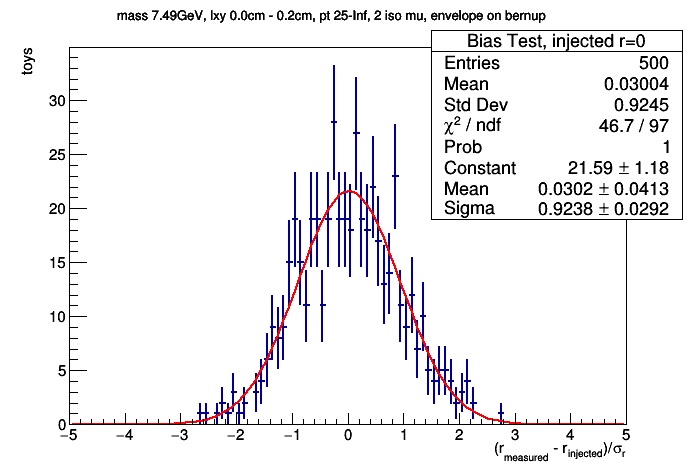 mass 7.49GeV, lxy 0.0cm - 0.2cm, pt 25-Inf, 2 iso mu, envelope on bernup
Bias Test, injected r=0
Entries 500
Mean 0.03004
Std Dev 0.9245
χ² / ndf 46.7 / 97
Prob 1
Constant 21.59 ± 1.18
Mean 0.0302 ± 0.0413
Sigma 0.9238 ± 0.0292
toys
30
25
20
15
10
5
0
−5 −4 −3 −2 −1 0 1 2 3 4 5
(r_measured - r_injected)/σ_r